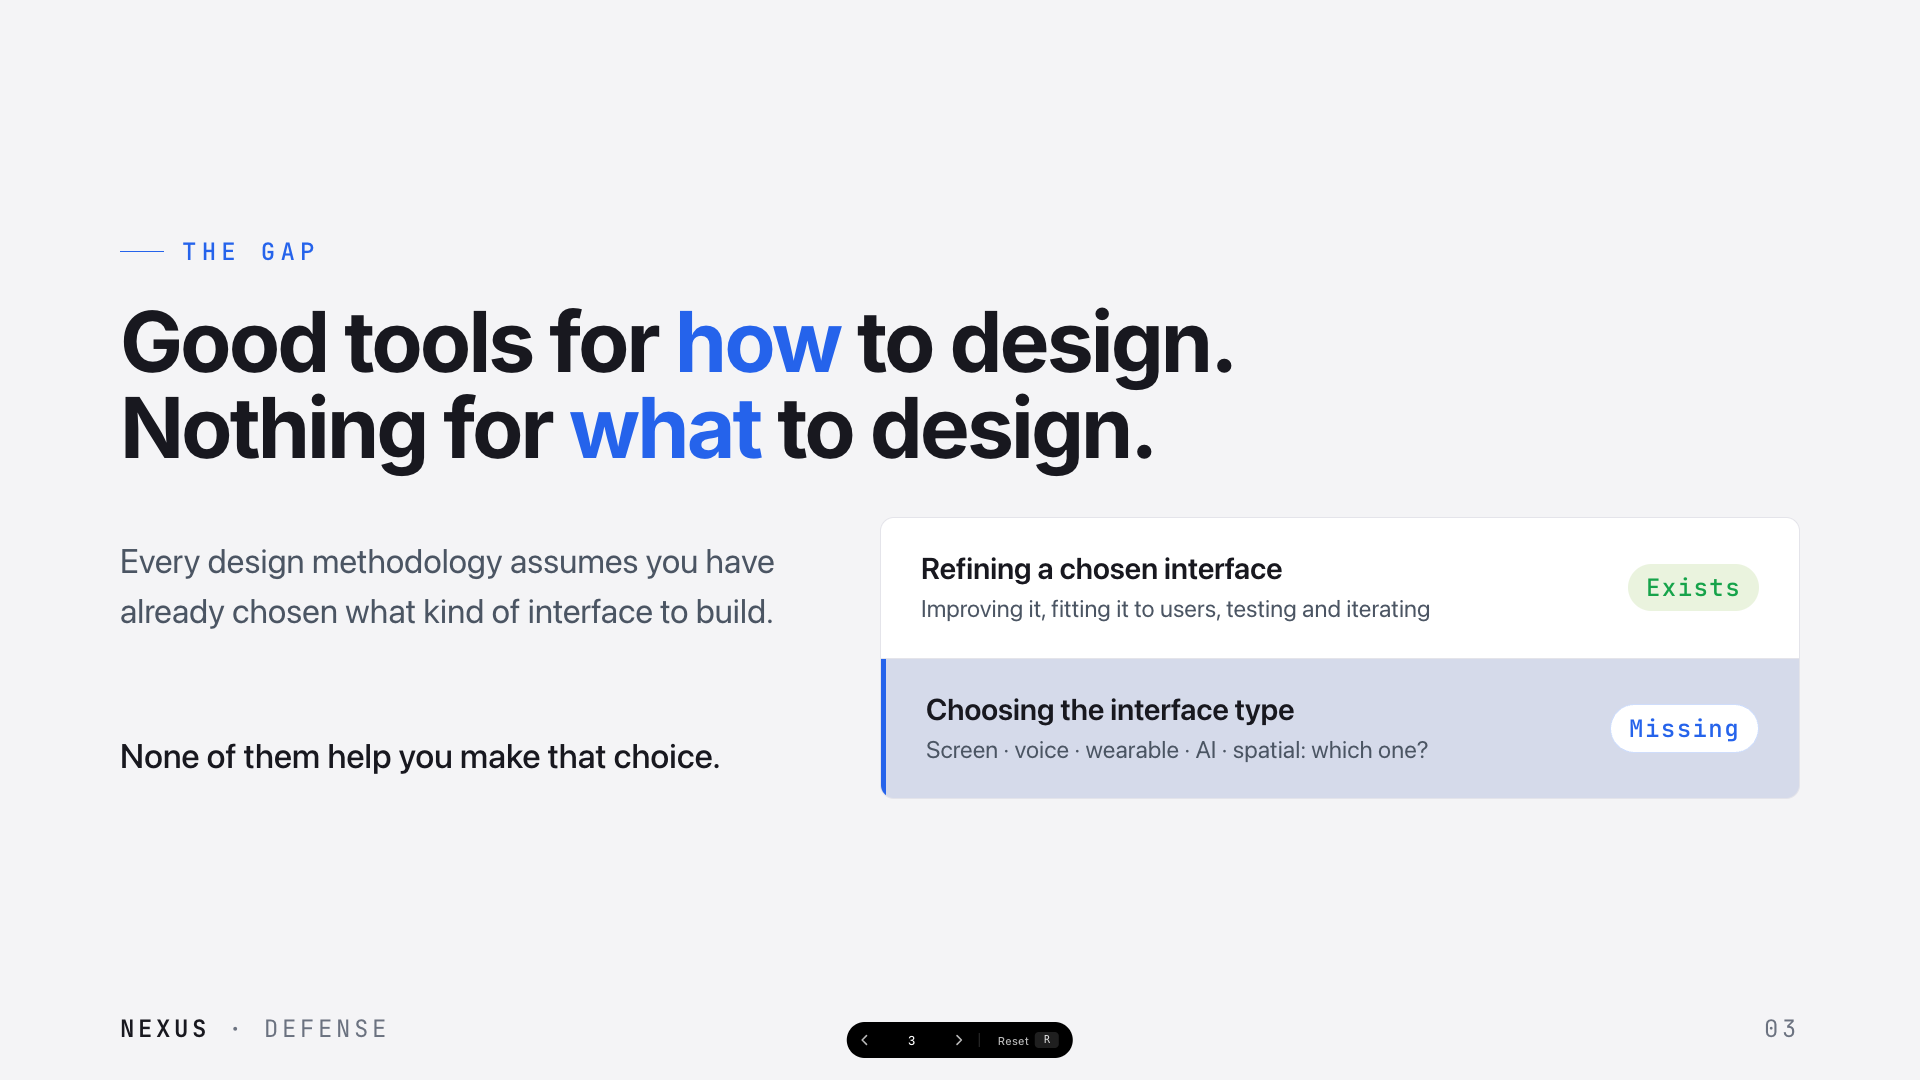 THE GAP
Good tools for how to design.
Nothing for what to design.
Every design methodology assumes you have
already chosen what kind of interface to build.
None of them help you make that choice.
Refining a chosen interface
Improving it, fitting it to users, testing and iterating
Exists
Choosing the interface type
Screen · voice · wearable · AI · spatial: which one?
Missing
NEXUS · DEFENSE
3
Reset R
03